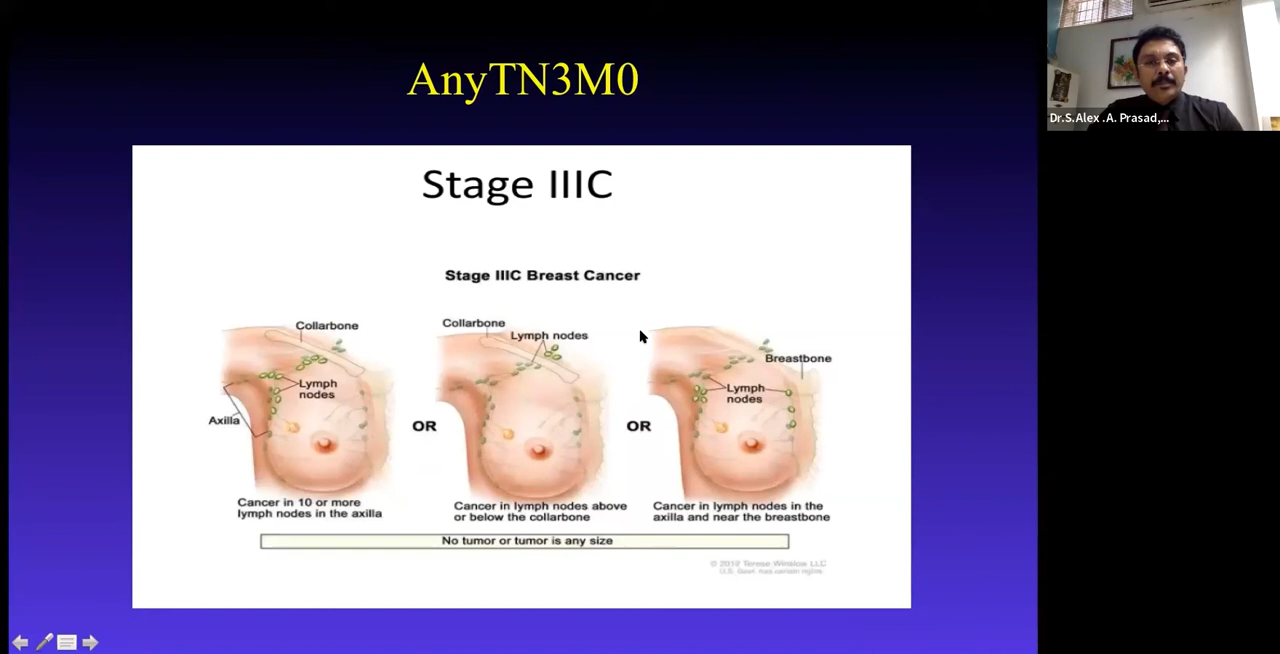 AnyTN3M0
Dr.S.Alex .A. Prasad,...
Stage IIIC
Stage IIIC Breast Cancer
Collarbone
Lymph
nodes
Axilla
Cancer in 10 or more
lymph nodes in the axilla
OR
Collarbone
Lymph nodes
Cancer in lymph nodes above
or below the collarbone
OR
Breastbone
Lymph
nodes
Cancer in lymph nodes in the
axilla and near the breastbone
No tumor or tumor is any size
© 2012 Terese Winslow LLC
U.S. Govt. has certain rights